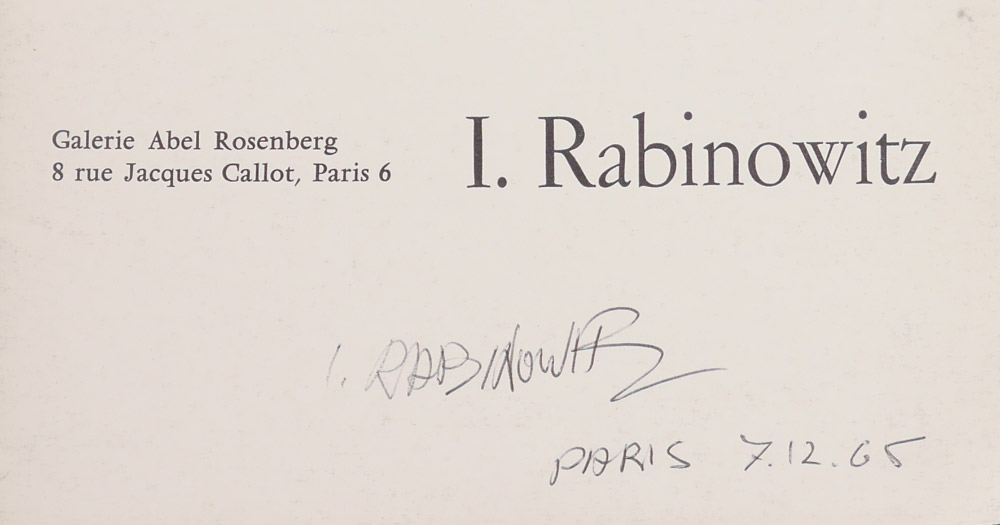 Galerie Abel Rosenberg
8 rue Jacques Callot, Paris 6
I. Rabinowitz
I. RABINOWITZ
PARIS 7.12.65